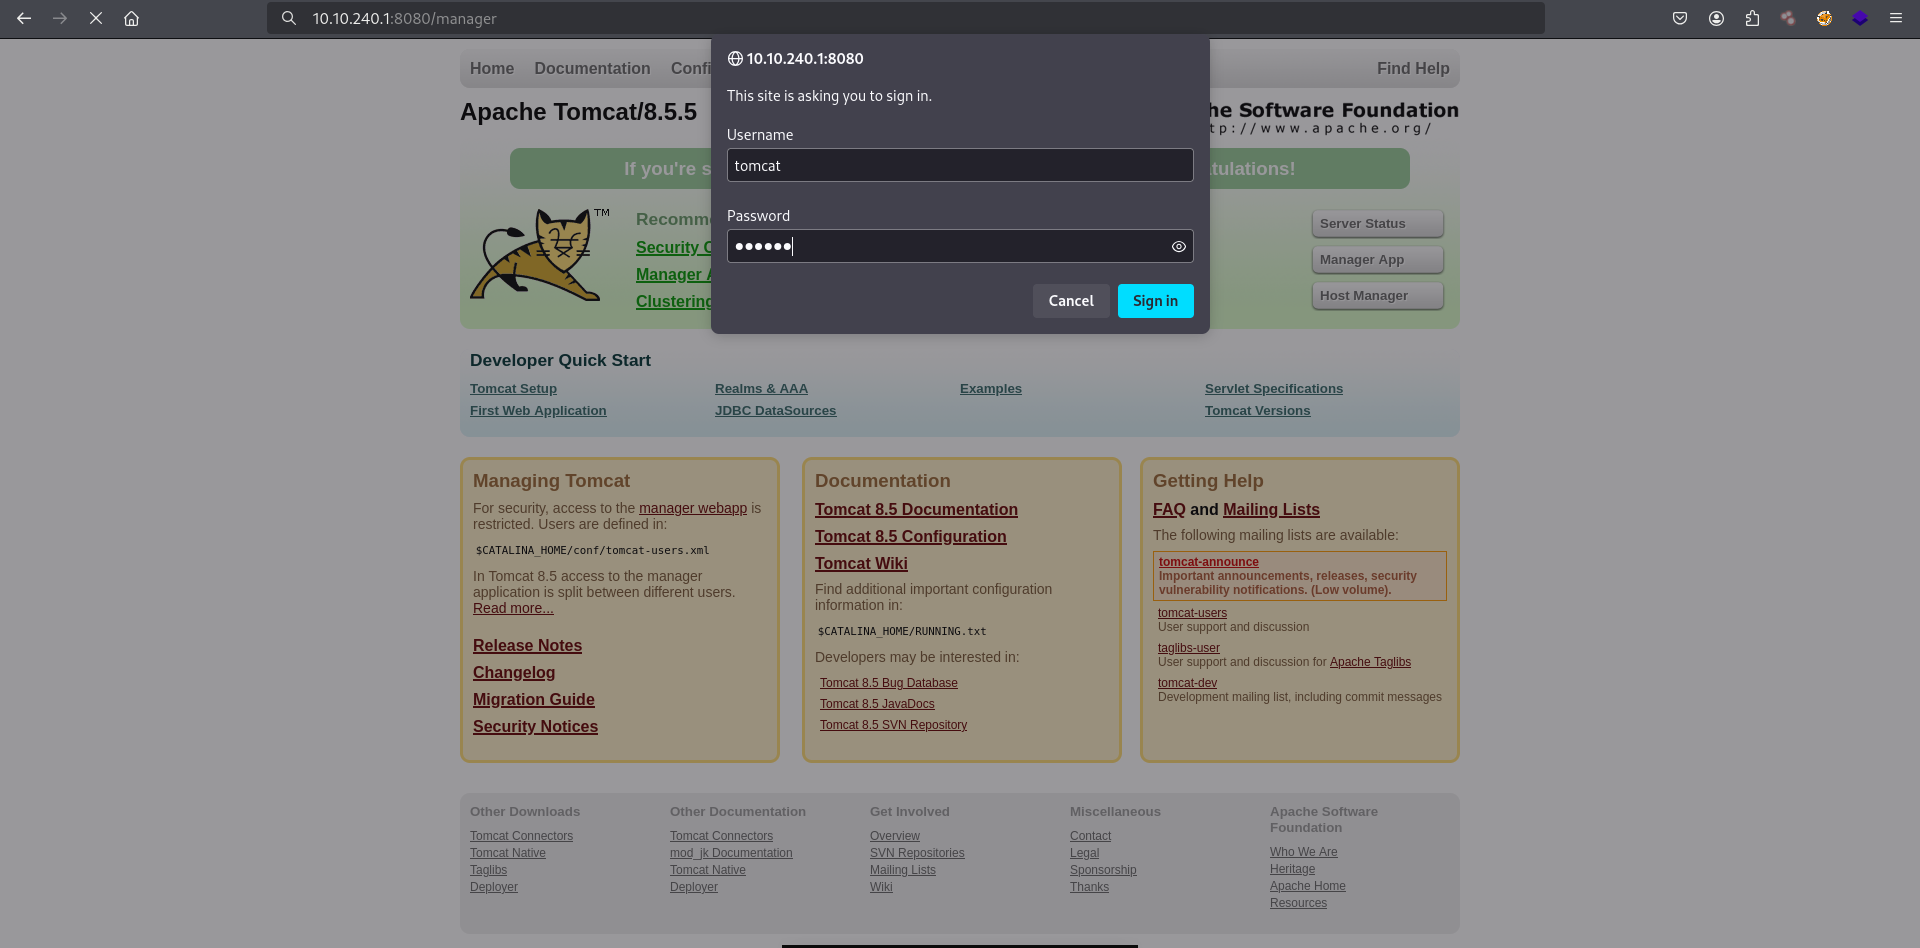 10.10.240.1:8080/manager
10.10.240.1:8080
This site is asking you to sign in.
Username
tomcat
Password
Cancel
Sign in
Home Documentation Confi
Find Help
Apache Tomcat/8.5.5
he Software Foundation
tp://www.apache.org/
If you're s
tulations!
TM
Recomm
Security C
Manager A
Clustering
Server Status
Manager App
Host Manager
Developer Quick Start
Tomcat Setup
Realms & AAA
Examples
Servlet Specifications
First Web Application
JDBC DataSources
Tomcat Versions
Managing Tomcat
For security, access to the manager webapp is
restricted. Users are defined in:
$CATALINA_HOME/conf/tomcat-users.xml
In Tomcat 8.5 access to the manager
application is split between different users.
Read more...
Release Notes
Changelog
Migration Guide
Security Notices
Documentation
Tomcat 8.5 Documentation
Tomcat 8.5 Configuration
Tomcat Wiki
Find additional important configuration
information in:
$CATALINA_HOME/RUNNING.txt
Developers may be interested in:
Tomcat 8.5 Bug Database
Tomcat 8.5 JavaDocs
Tomcat 8.5 SVN Repository
Getting Help
FAQ and Mailing Lists
The following mailing lists are available:
tomcat-announce
Important announcements, releases, security
vulnerability notifications. (Low volume).
tomcat-users
User support and discussion
taglibs-user
User support and discussion for Apache Taglibs
tomcat-dev
Development mailing list, including commit messages
Other Downloads
Tomcat Connectors
Tomcat Native
Taglibs
Deployer
Other Documentation
Tomcat Connectors
mod_jk Documentation
Tomcat Native
Deployer
Get Involved
Overview
SVN Repositories
Mailing Lists
Wiki
Miscellaneous
Contact
Legal
Sponsorship
Thanks
Apache Software
Foundation
Who We Are
Heritage
Apache Home
Resources